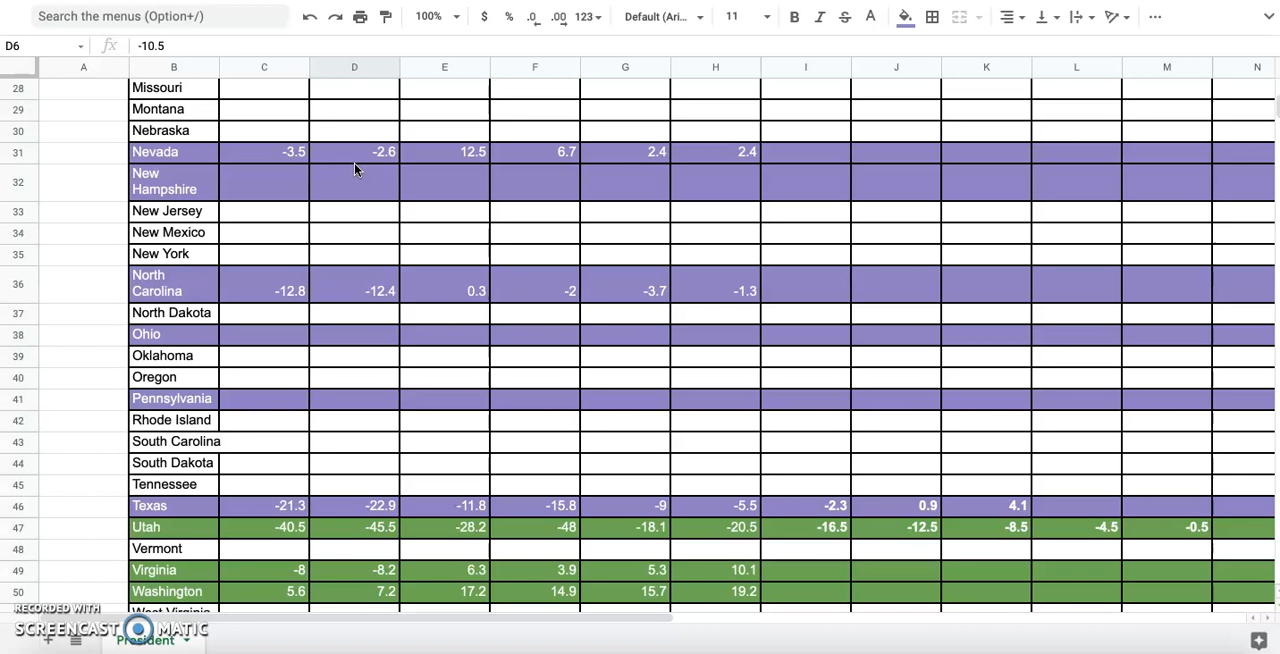 Search the menus (Option+/) 100% $ % .0 .00 123 Default (Ari... 11 B I S A ...
D6 fx -10.5
A B C D E F G H I J K L M N
28 Missouri
29 Montana
30 Nebraska
31 Nevada -3.5 -2.6 12.5 6.7 2.4 2.4
32 New Hampshire
33 New Jersey
34 New Mexico
35 New York
36 North Carolina -12.8 -12.4 0.3 -2 -3.7 -1.3
37 North Dakota
38 Ohio
39 Oklahoma
40 Oregon
41 Pennsylvania
42 Rhode Island
43 South Carolina
44 South Dakota
45 Tennessee
46 Texas -21.3 -22.9 -11.8 -15.8 -9 -5.5 -2.3 0.9 4.1
47 Utah -40.5 -45.5 -28.2 -48 -18.1 -20.5 -16.5 -12.5 -8.5 -4.5 -0.5
48 Vermont
49 Virginia -8 -8.2 6.3 3.9 5.3 10.1
50 Washington 5.6 7.2 17.2 14.9 15.7 19.2
West Virginia
RECORDED WITH
SCREENCAST MATIC
President